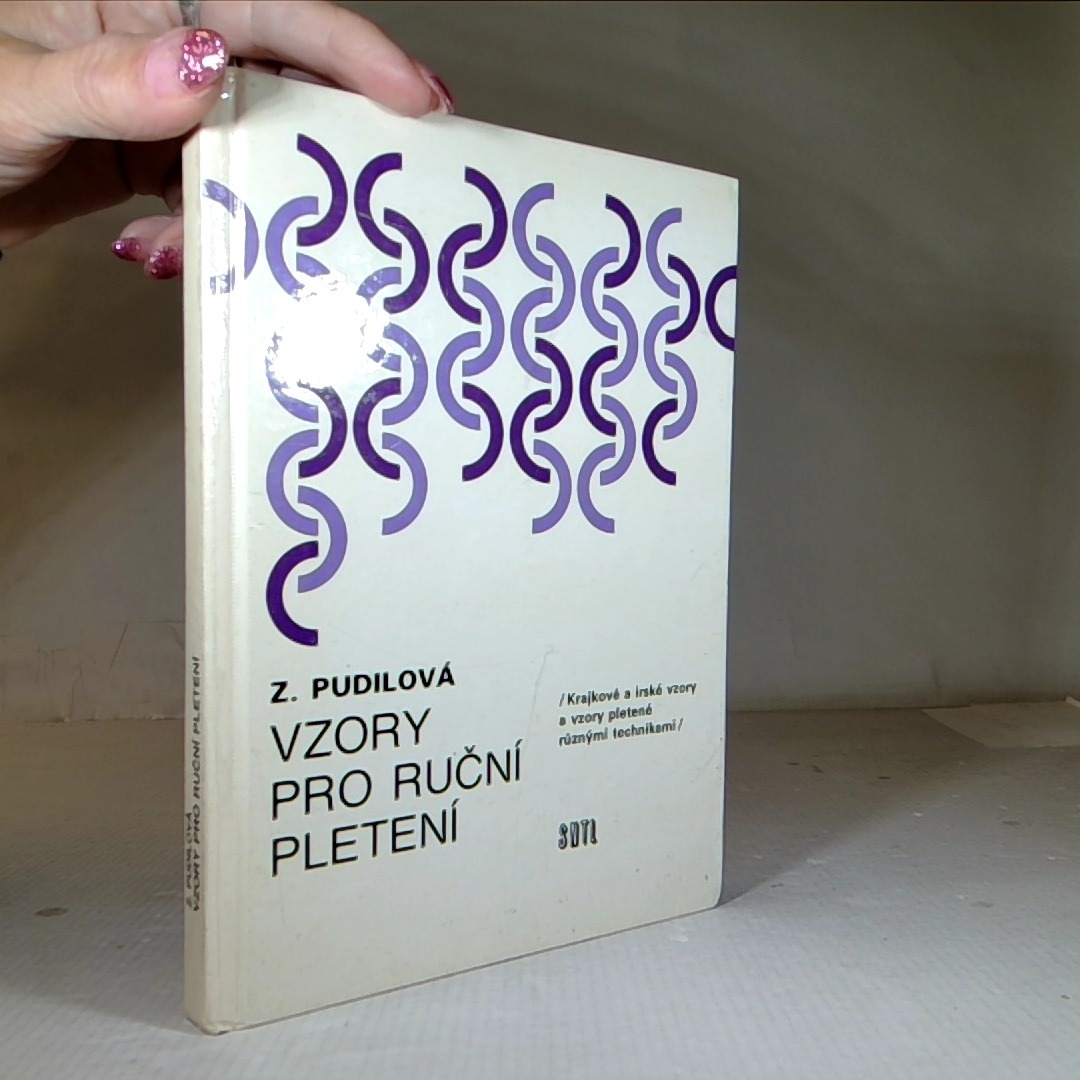 Z. PUDILOVÁ
VZORY
PRO RUČNÍ
PLETENÍ
/Krajkové a irské vzory
a vzory pletené
různými technikami/
SNTL
Z. PUDILOVÁ
VZORY PRO RUČNÍ PLETENÍ